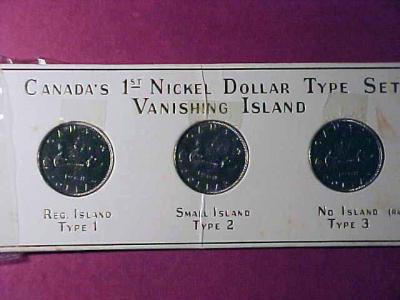 CANADA'S 1ST NICKEL DOLLAR TYPE SET
VANISHING ISLAND
REG. ISLAND
TYPE 1
SMALL ISLAND
TYPE 2
NO ISLAND
TYPE 3